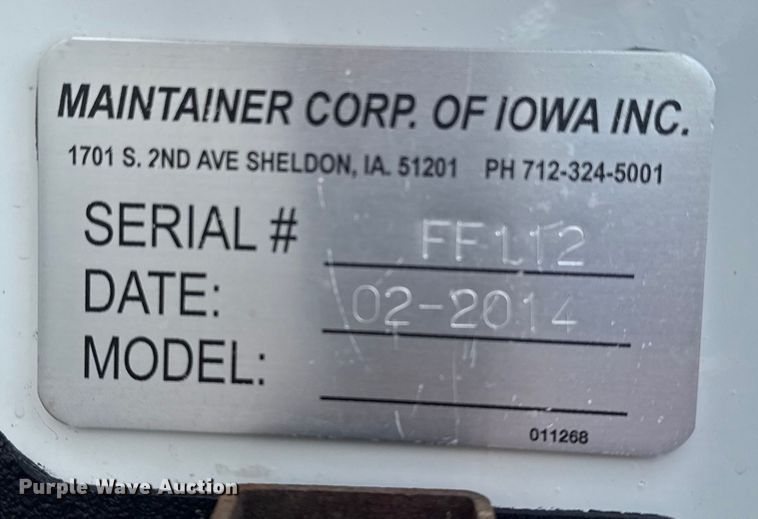 MAINTAINER CORP. OF IOWA INC.
1701 S. 2ND AVE SHELDON, IA. 51201 PH 712-324-5001
SERIAL # FF112
DATE: 02-2014
MODEL:
011268
Purple Wave Auction